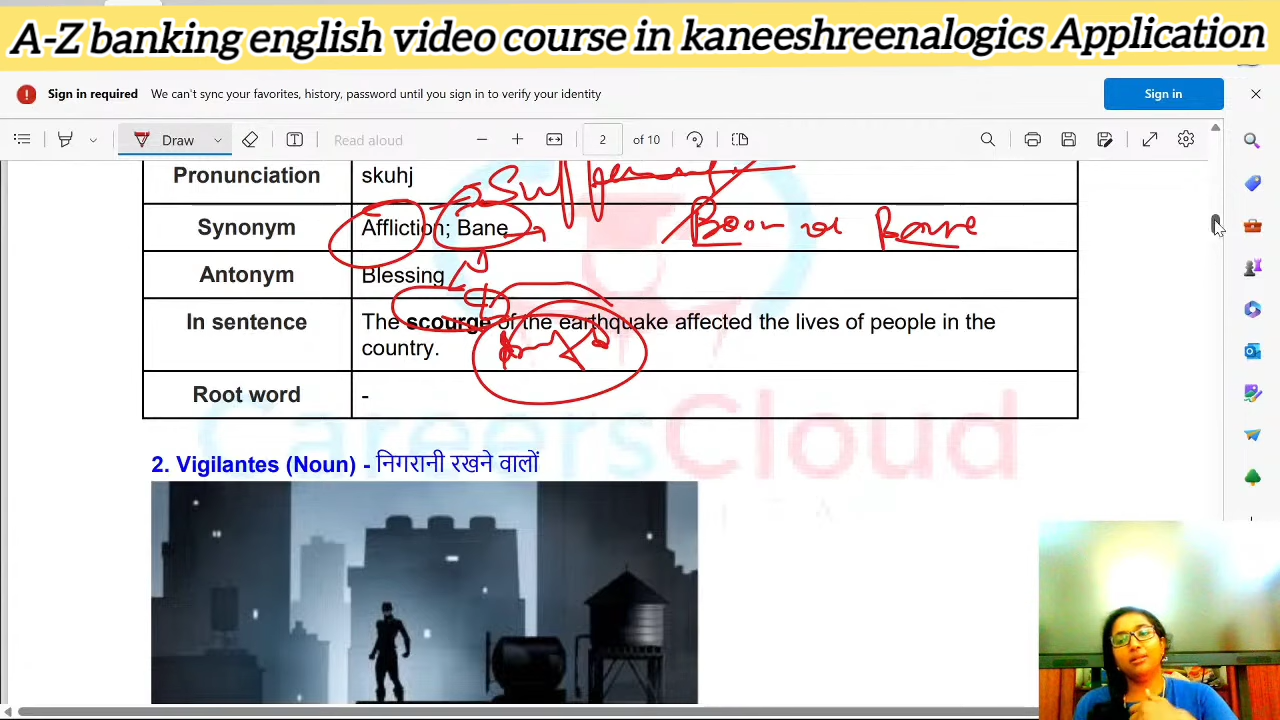 A-Z banking english video course in kaneeshreenalogics Application
Sign in required We can't sync your favorites, history, password until you sign in to verify your identity Sign in
Draw Read aloud 2 of 10
Pronunciation skuhj
Suffering
Synonym Affliction; Bane
Boon or Bane
Antonym Blessing
In sentence The scourge of the earthquake affected the lives of people in the country.
Root word -
CareersCloud
2. Vigilantes (Noun) - निगरानी रखने वालों